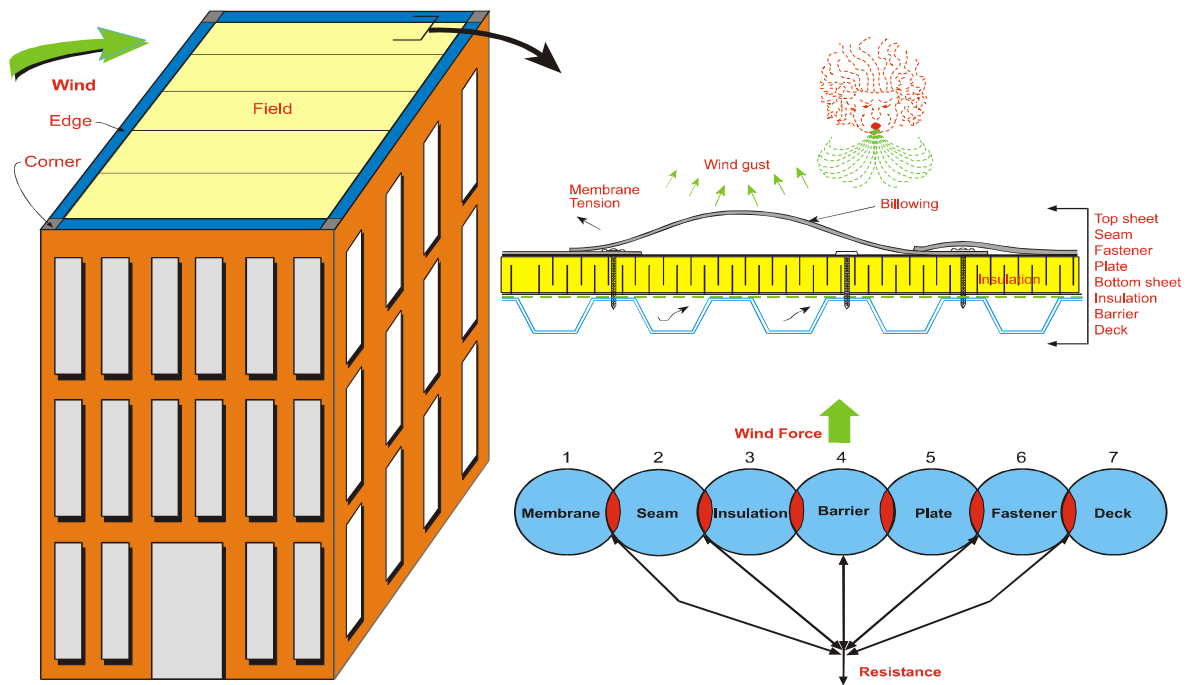 Wind
Edge
Corner
Field
Wind gust
Membrane
Tension
Billowing
Insulation
Top sheet
Seam
Fastener
Plate
Bottom sheet
Insulation
Barrier
Deck
Wind Force
1 2 3 4 5 6 7
Membrane Seam Insulation Barrier Plate Fastener Deck
Resistance